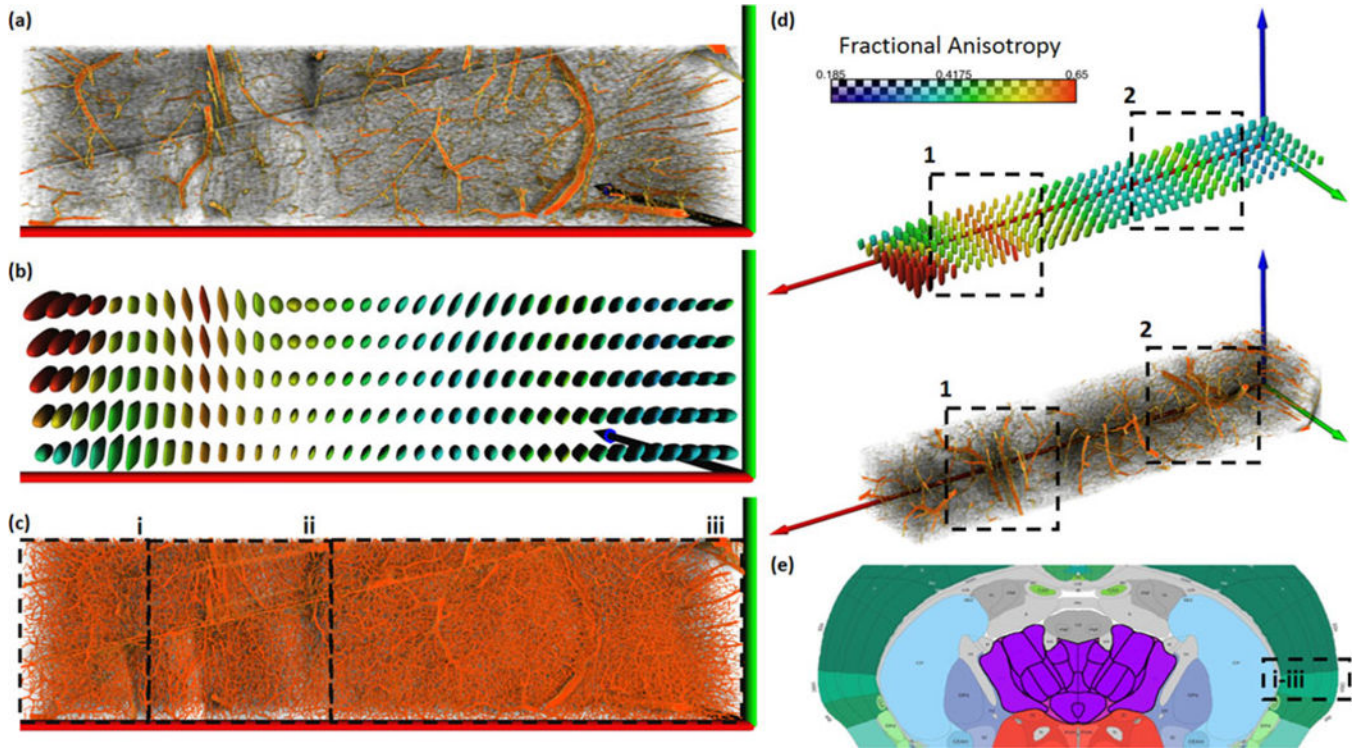 (a)
(b)
(c)
i
ii
iii
(d)
Fractional Anisotropy
0.185 0.4175 0.65
1
2
1
2
(e)
i-iii